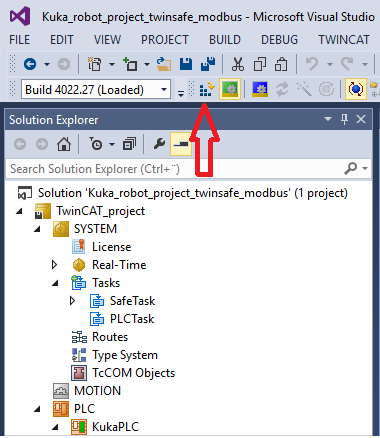 Kuka_robot_project_twinsafe_modbus - Microsoft Visual Studio
FILE EDIT VIEW PROJECT BUILD DEBUG TWINCAT
Build 4022.27 (Loaded)
Solution Explorer
Search Solution Explorer (Ctrl+¨)
Solution 'Kuka_robot_project_twinsafe_modbus' (1 project)
TwinCAT_project
SYSTEM
License
Real-Time
Tasks
SafeTask
PLCTask
Routes
Type System
TcCOM Objects
MOTION
PLC
KukaPLC